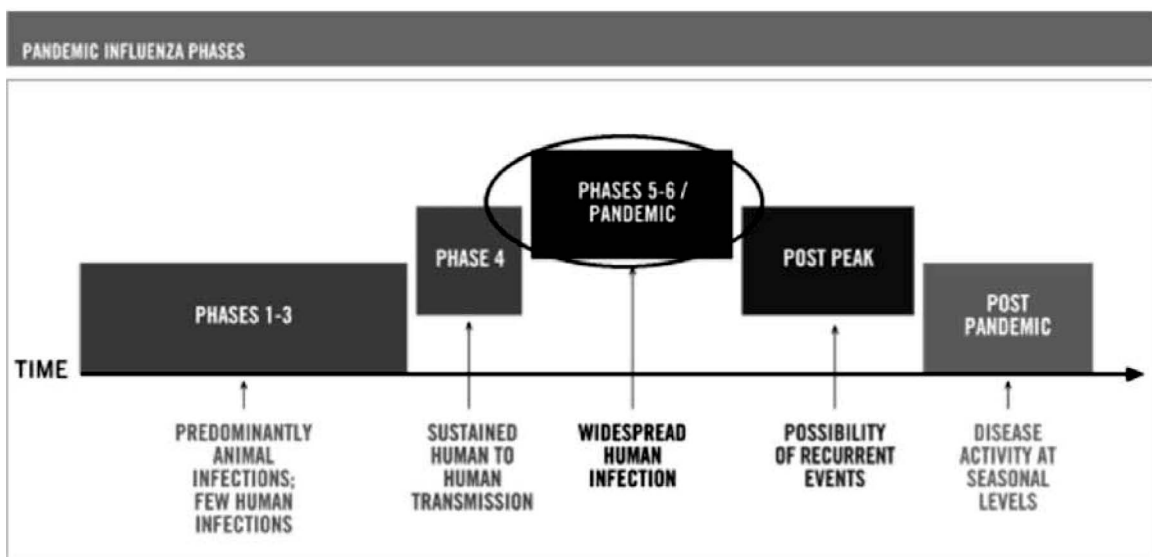 PANDEMIC INFLUENZA PHASES
PHASES 1-3
PHASE 4
PHASES 5-6 /
PANDEMIC
POST PEAK
POST
PANDEMIC
TIME
PREDOMINANTLY
ANIMAL
INFECTIONS;
FEW HUMAN
INFECTIONS
SUSTAINED
HUMAN TO
HUMAN
TRANSMISSION
WIDESPREAD
HUMAN
INFECTION
POSSIBILITY
OF RECURRENT
EVENTS
DISEASE
ACTIVITY AT
SEASONAL
LEVELS